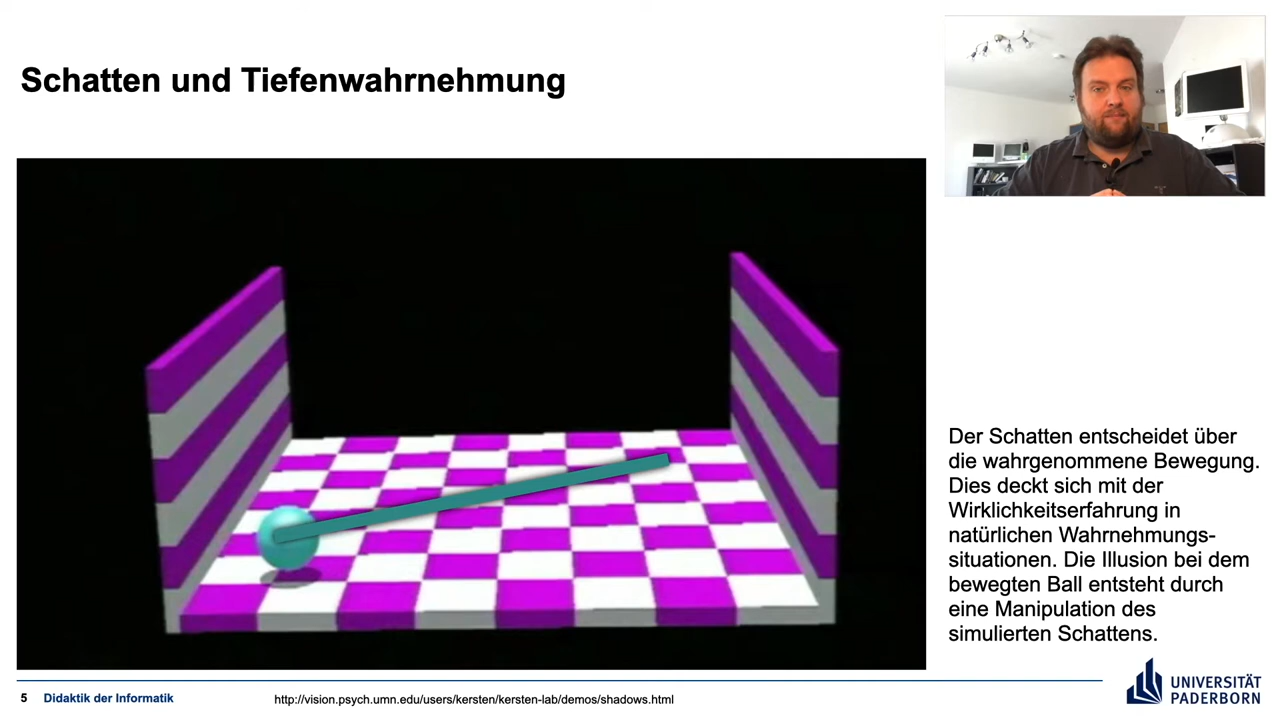 Schatten und Tiefenwahrnehmung
Der Schatten entscheidet über
die wahrgenommene Bewegung.
Dies deckt sich mit der
Wirklichkeitserfahrung in
natürlichen Wahrnehmungs-
situationen. Die Illusion bei dem
bewegten Ball entsteht durch
eine Manipulation des
simulierten Schattens.
5 Didaktik der Informatik
http://vision.psych.umn.edu/users/kersten/kersten-lab/demos/shadows.html
UNIVERSITÄT
PADERBORN